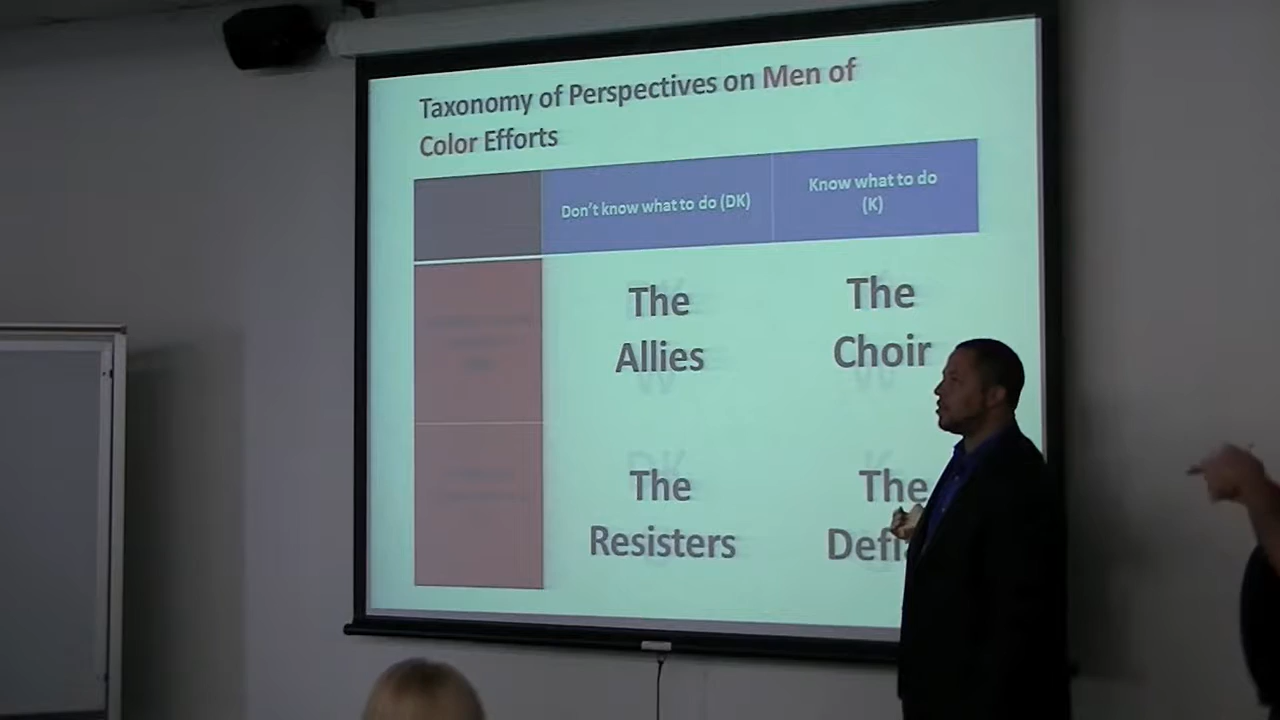 Taxonomy of Perspectives on Men of
Color Efforts
Don't know what to do (DK)
Know what to do
(K)
The
Allies
The
Choir
The
Resisters
The